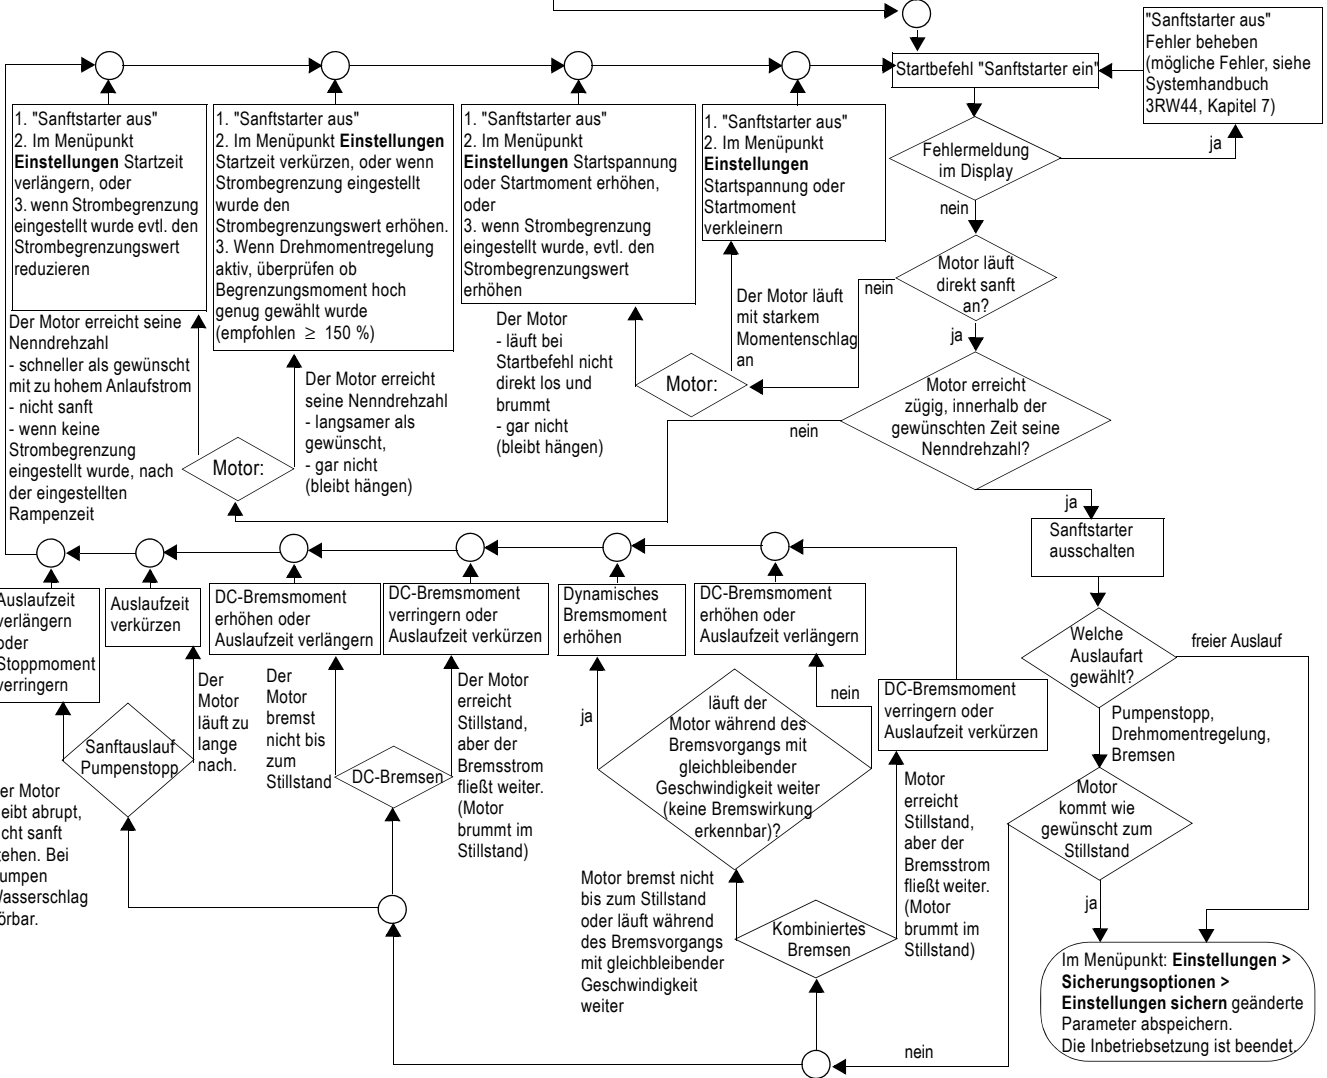 "Sanftstarter aus"
Fehler beheben
(mögliche Fehler, siehe
Systemhandbuch
3RW44, Kapitel 7)
Startbefehl "Sanftstarter ein"
1. "Sanftstarter aus"
2. Im Menüpunkt
Einstellungen Startzeit
verlängern, oder
3. wenn Strombegrenzung
eingestellt wurde evtl. den
Strombegrenzungswert
reduzieren
1. "Sanftstarter aus"
2. Im Menüpunkt Einstellungen
Startzeit verkürzen, oder wenn
Strombegrenzung eingestellt
wurde den
Strombegrenzungswert erhöhen.
3. Wenn Drehmomentregelung
aktiv, überprüfen ob
Begrenzungsmoment hoch
genug gewählt wurde
(empfohlen ≥ 150 %)
1. "Sanftstarter aus"
2. Im Menüpunkt
Einstellungen Startspannung
oder Startmoment erhöhen,
oder
3. wenn Strombegrenzung
eingestellt wurde, evtl. den
Strombegrenzungswert
erhöhen
1. "Sanftstarter aus"
2. Im Menüpunkt
Einstellungen
Startspannung oder
Startmoment
verkleinern
Fehlermeldung
im Display
ja
nein
Motor läuft
direkt sanft
an?
nein
ja
Der Motor läuft
mit starkem
Momentenschlag
an
Der Motor
- läuft bei
Startbefehl nicht
direkt los und
brummt
- gar nicht
(bleibt hängen)
Motor:
Der Motor erreicht seine
Nenndrehzahl
- schneller als gewünscht
mit zu hohem Anlaufstrom
- nicht sanft
- wenn keine
Strombegrenzung
eingestellt wurde, nach
der eingestellten
Rampenzeit
Motor:
Der Motor erreicht
seine Nenndrehzahl
- langsamer als
gewünscht,
- gar nicht
(bleibt hängen)
Motor erreicht
zügig, innerhalb der
gewünschten Zeit seine
Nenndrehzahl?
nein
ja
Sanftstarter
ausschalten
Auslaufzeit
verlängern
oder
Stoppmoment
verringern
Auslaufzeit
verkürzen
DC-Bremsmoment
erhöhen oder
Auslaufzeit verlängern
DC-Bremsmoment
verringern oder
Auslaufzeit verkürzen
Dynamisches
Bremsmoment
erhöhen
DC-Bremsmoment
erhöhen oder
Auslaufzeit verlängern
DC-Bremsmoment
verringern oder
Auslaufzeit verkürzen
Welche
Auslaufart
gewählt?
freier Auslauf
Pumpenstopp,
Drehmomentregelung,
Bremsen
Sanftauslauf
Pumpenstopp
Der
Motor
läuft zu
lange
nach.
Der
Motor
bremst
nicht bis
zum
Stillstand
DC-Bremsen
Der Motor
erreicht
Stillstand,
aber der
Bremsstrom
fließt weiter.
(Motor
brummt im
Stillstand)
ja
läuft der
Motor während des
Bremsvorgangs mit
gleichbleibender
Geschwindigkeit weiter
(keine Bremswirkung
erkennbar)?
nein
Motor
erreicht
Stillstand,
aber der
Bremsstrom
fließt weiter.
(Motor
brummt im
Stillstand)
Motor
kommt wie
gewünscht zum
Stillstand
er Motor
eibt abrupt,
cht sanft
tehen. Bei
umpen
Wasserschlag
örbar.
Motor bremst nicht
bis zum Stillstand
oder läuft während
des Bremsvorgangs
mit gleichbleibender
Geschwindigkeit
weiter
Kombiniertes
Bremsen
nein
ja
Im Menüpunkt: Einstellungen >
Sicherungsoptionen >
Einstellungen sichern geänderte
Parameter abspeichern.
Die Inbetriebsetzung ist beendet.